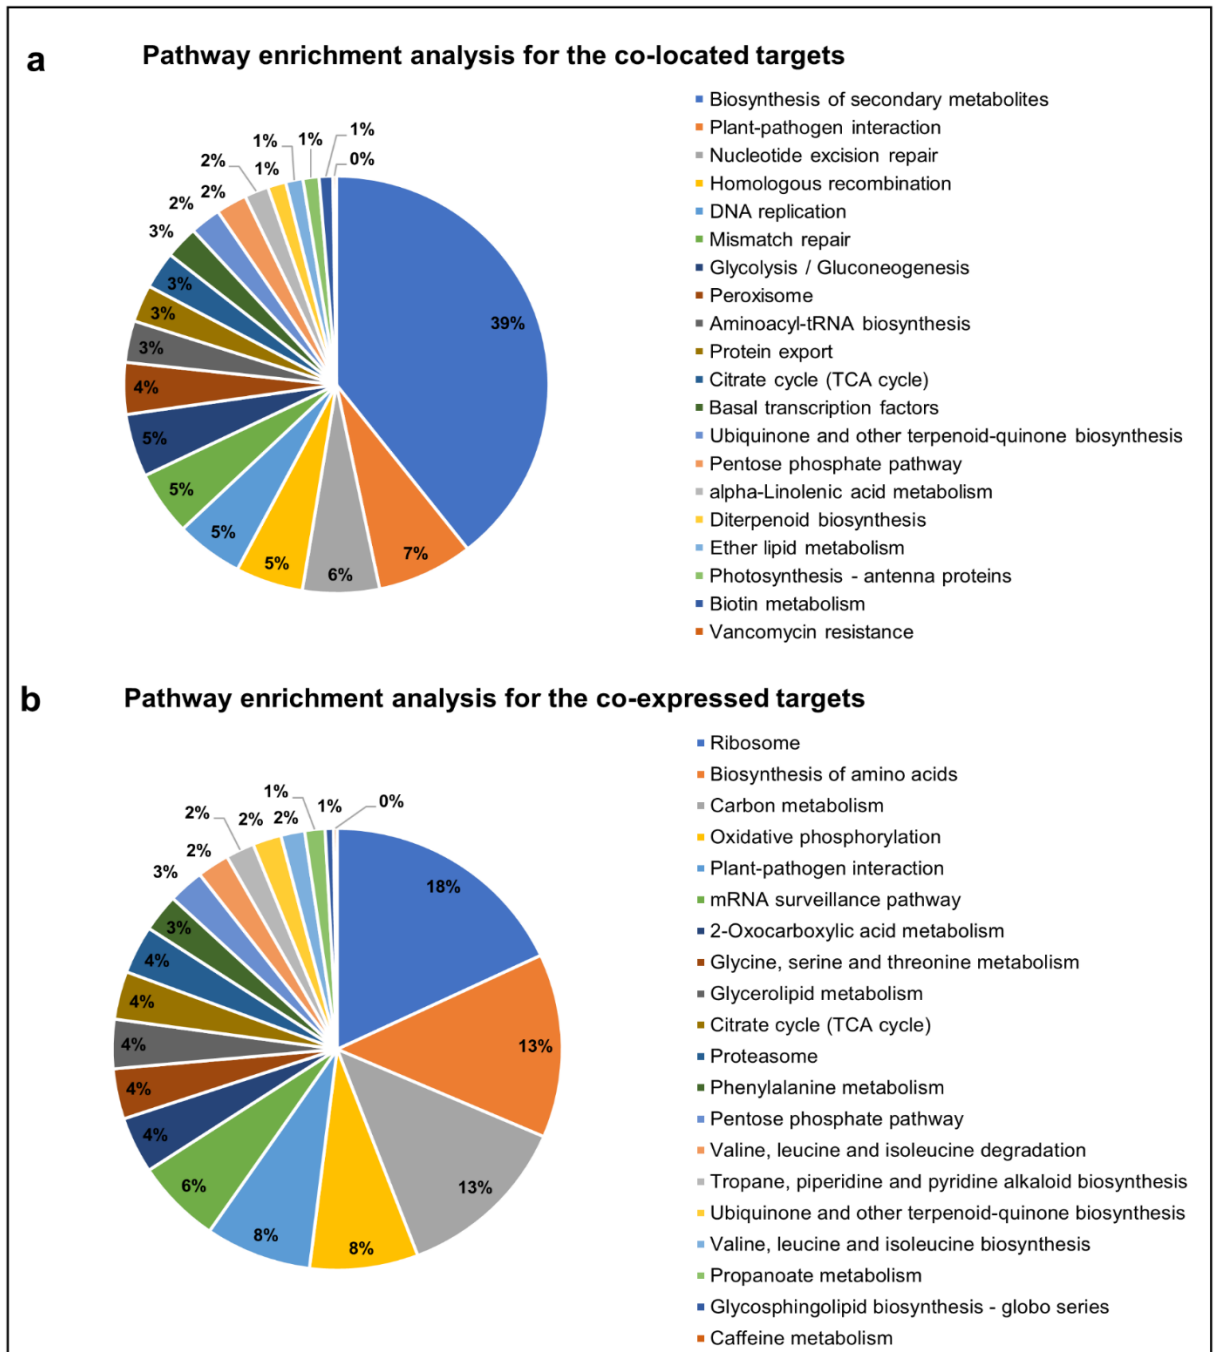 a
Pathway enrichment analysis for the co-located targets
39%
7%
6%
5%
5%
5%
5%
4%
3%
3%
3%
3%
2%
2%
2%
1%
1%
1%
1%
0%
Biosynthesis of secondary metabolites
Plant-pathogen interaction
Nucleotide excision repair
Homologous recombination
DNA replication
Mismatch repair
Glycolysis / Gluconeogenesis
Peroxisome
Aminoacyl-tRNA biosynthesis
Protein export
Citrate cycle (TCA cycle)
Basal transcription factors
Ubiquinone and other terpenoid-quinone biosynthesis
Pentose phosphate pathway
alpha-Linolenic acid metabolism
Diterpenoid biosynthesis
Ether lipid metabolism
Photosynthesis - antenna proteins
Biotin metabolism
Vancomycin resistance
b
Pathway enrichment analysis for the co-expressed targets
18%
13%
13%
8%
8%
6%
4%
4%
4%
4%
4%
3%
3%
2%
2%
2%
2%
1%
1%
0%
Ribosome
Biosynthesis of amino acids
Carbon metabolism
Oxidative phosphorylation
Plant-pathogen interaction
mRNA surveillance pathway
2-Oxocarboxylic acid metabolism
Glycine, serine and threonine metabolism
Glycerolipid metabolism
Citrate cycle (TCA cycle)
Proteasome
Phenylalanine metabolism
Pentose phosphate pathway
Valine, leucine and isoleucine degradation
Tropane, piperidine and pyridine alkaloid biosynthesis
Ubiquinone and other terpenoid-quinone biosynthesis
Valine, leucine and isoleucine biosynthesis
Propanoate metabolism
Glycosphingolipid biosynthesis - globo series
Caffeine metabolism